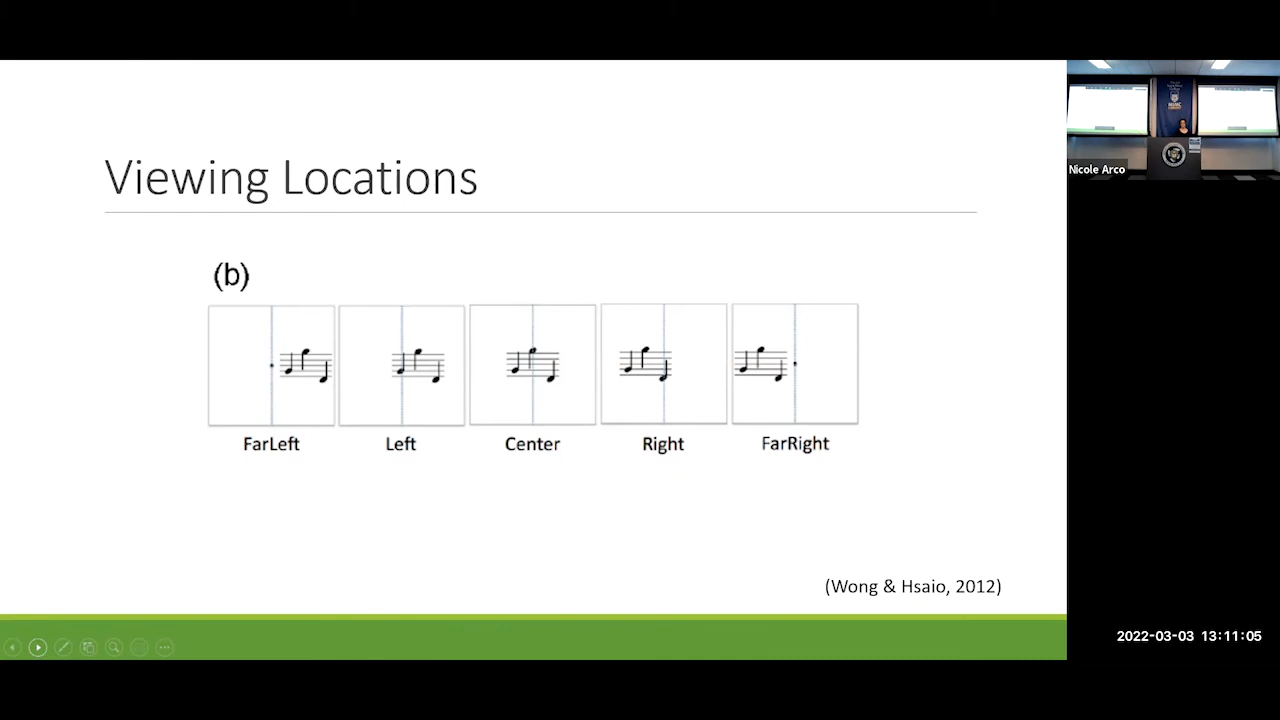 Viewing Locations
(b)
FarLeft
Left
Center
Right
FarRight
(Wong & Hsaio, 2012)
Nicole Arco
2022-03-03 13:11:05